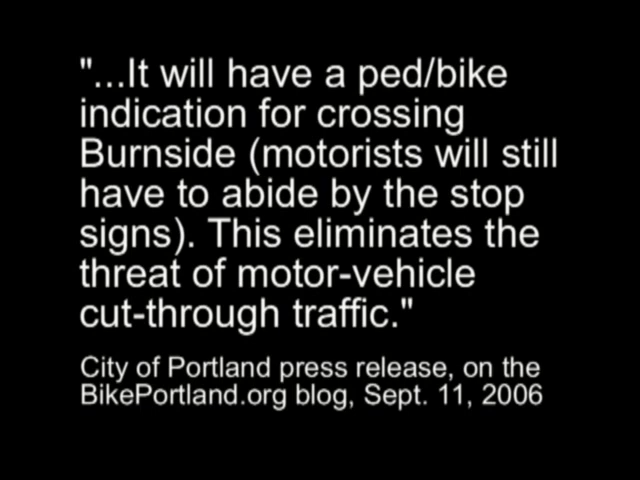 "...It will have a ped/bike
indication for crossing
Burnside (motorists will still
have to abide by the stop
signs). This eliminates the
threat of motor-vehicle
cut-through traffic."
City of Portland press release, on the
BikePortland.org blog, Sept. 11, 2006